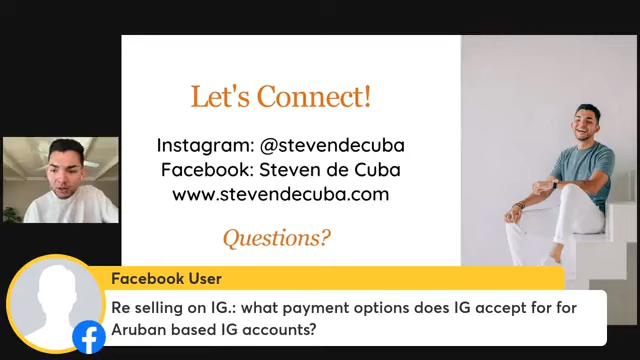 Let's Connect!
Instagram: @stevendecuba
Facebook: Steven de Cuba
www.stevendecuba.com
Questions?
Facebook User
Re selling on IG.: what payment options does IG accept for for
Aruban based IG accounts?